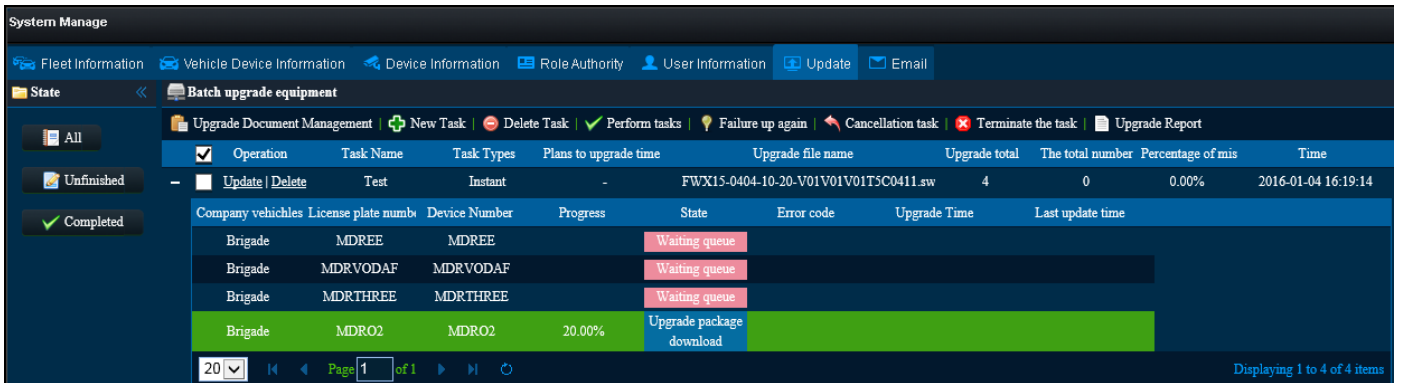 System Manage
Fleet Information Vehicle Device Information Device Information Role Authority User Information Update Email
State
Batch upgrade equipment
Upgrade Document Management | New Task | Delete Task | Perform tasks | Failure up again | Cancellation task | Terminate the task | Upgrade Report
All
Unfinished
Completed
Operation Task Name Task Types Plans to upgrade time Upgrade file name Upgrade total The total number Percentage of mis Time
Update | Delete Test Instant - FWX15-0404-10-20-V01V01V01T5C0411.sw 4 0 0.00% 2016-01-04 16:19:14
Company vehichles License plate numbe Device Number Progress State Error code Upgrade Time Last update time
Brigade MDREE MDREE Waiting queue
Brigade MDRVODAF MDRVODAF Waiting queue
Brigade MDRTHREE MDRTHREE Waiting queue
Brigade MDRO2 MDRO2 20.00% Upgrade package
download
20 Page 1 of 1 Displaying 1 to 4 of 4 items